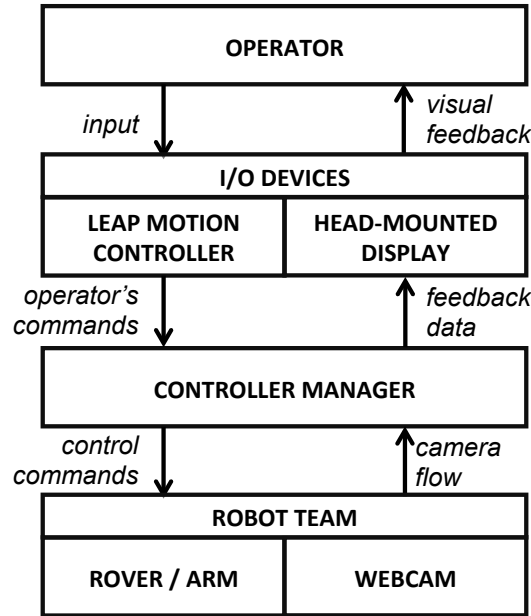 OPERATOR
input
visual
feedback
I/O DEVICES
LEAP MOTION
CONTROLLER
HEAD-MOUNTED
DISPLAY
operator's
commands
feedback
data
CONTROLLER MANAGER
control
commands
camera
flow
ROBOT TEAM
ROVER / ARM
WEBCAM